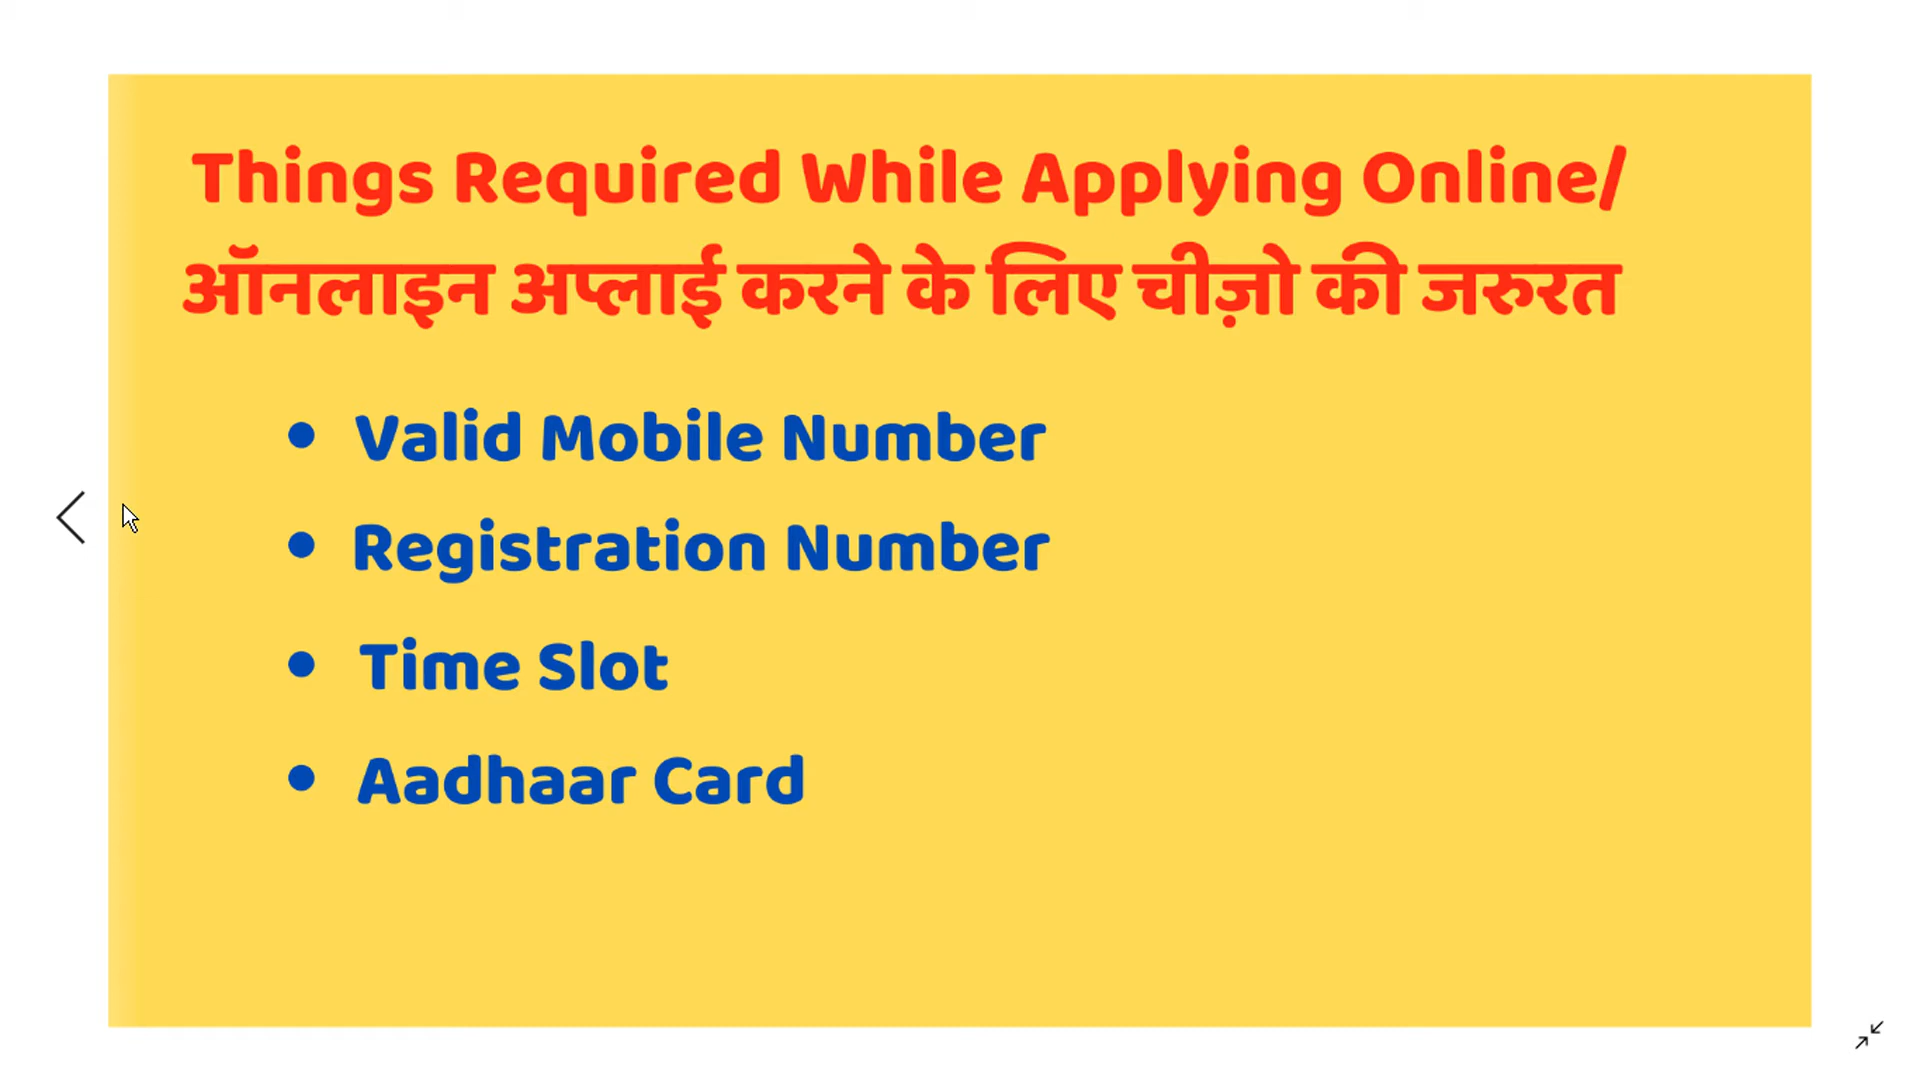 Things Required While Applying Online/
ऑनलाइन अप्लाई करने के लिए चीज़ो की जरुरत
• Valid Mobile Number
• Registration Number
• Time Slot
• Aadhaar Card